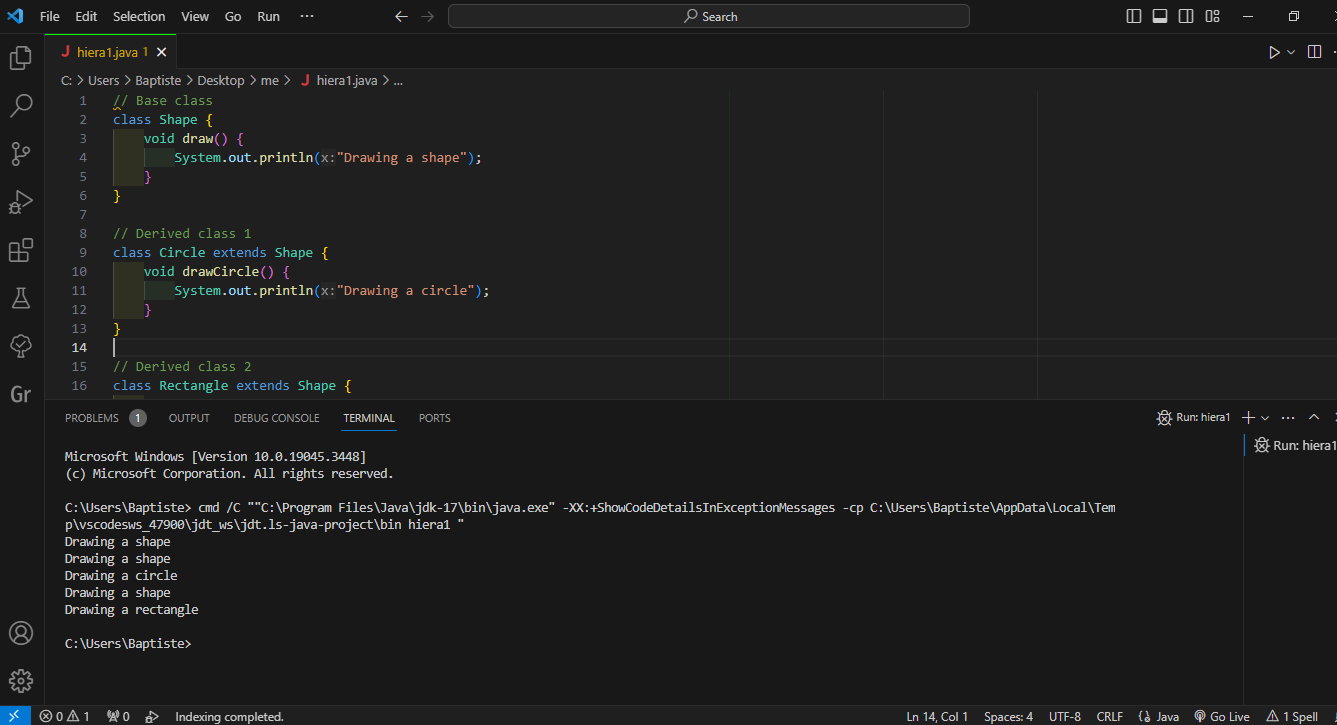 File Edit Selection View Go Run ··· Search
J hiera1.java 1
C: > Users > Baptiste > Desktop > me > J hiera1.java > ...
1 // Base class
2 class Shape {
3 void draw() {
4 System.out.println(x:"Drawing a shape");
5 }
6 }
7
8 // Derived class 1
9 class Circle extends Shape {
10 void drawCircle() {
11 System.out.println(x:"Drawing a circle");
12 }
13 }
14
15 // Derived class 2
16 class Rectangle extends Shape {
Gr
PROBLEMS 1 OUTPUT DEBUG CONSOLE TERMINAL PORTS Run: hiera1
Run: hiera1
Microsoft Windows [Version 10.0.19045.3448]
(c) Microsoft Corporation. All rights reserved.
C:\Users\Baptiste> cmd /C ""C:\Program Files\Java\jdk-17\bin\java.exe" -XX:+ShowCodeDetailsInExceptionMessages -cp C:\Users\Baptiste\AppData\Local\Tem
p\vscodesws_47900\jdt_ws\jdt.ls-java-project\bin hiera1 "
Drawing a shape
Drawing a shape
Drawing a circle
Drawing a shape
Drawing a rectangle
C:\Users\Baptiste>
0 1 0 Indexing completed. Ln 14, Col 1 Spaces: 4 UTF-8 CRLF Java Go Live 1 Spell